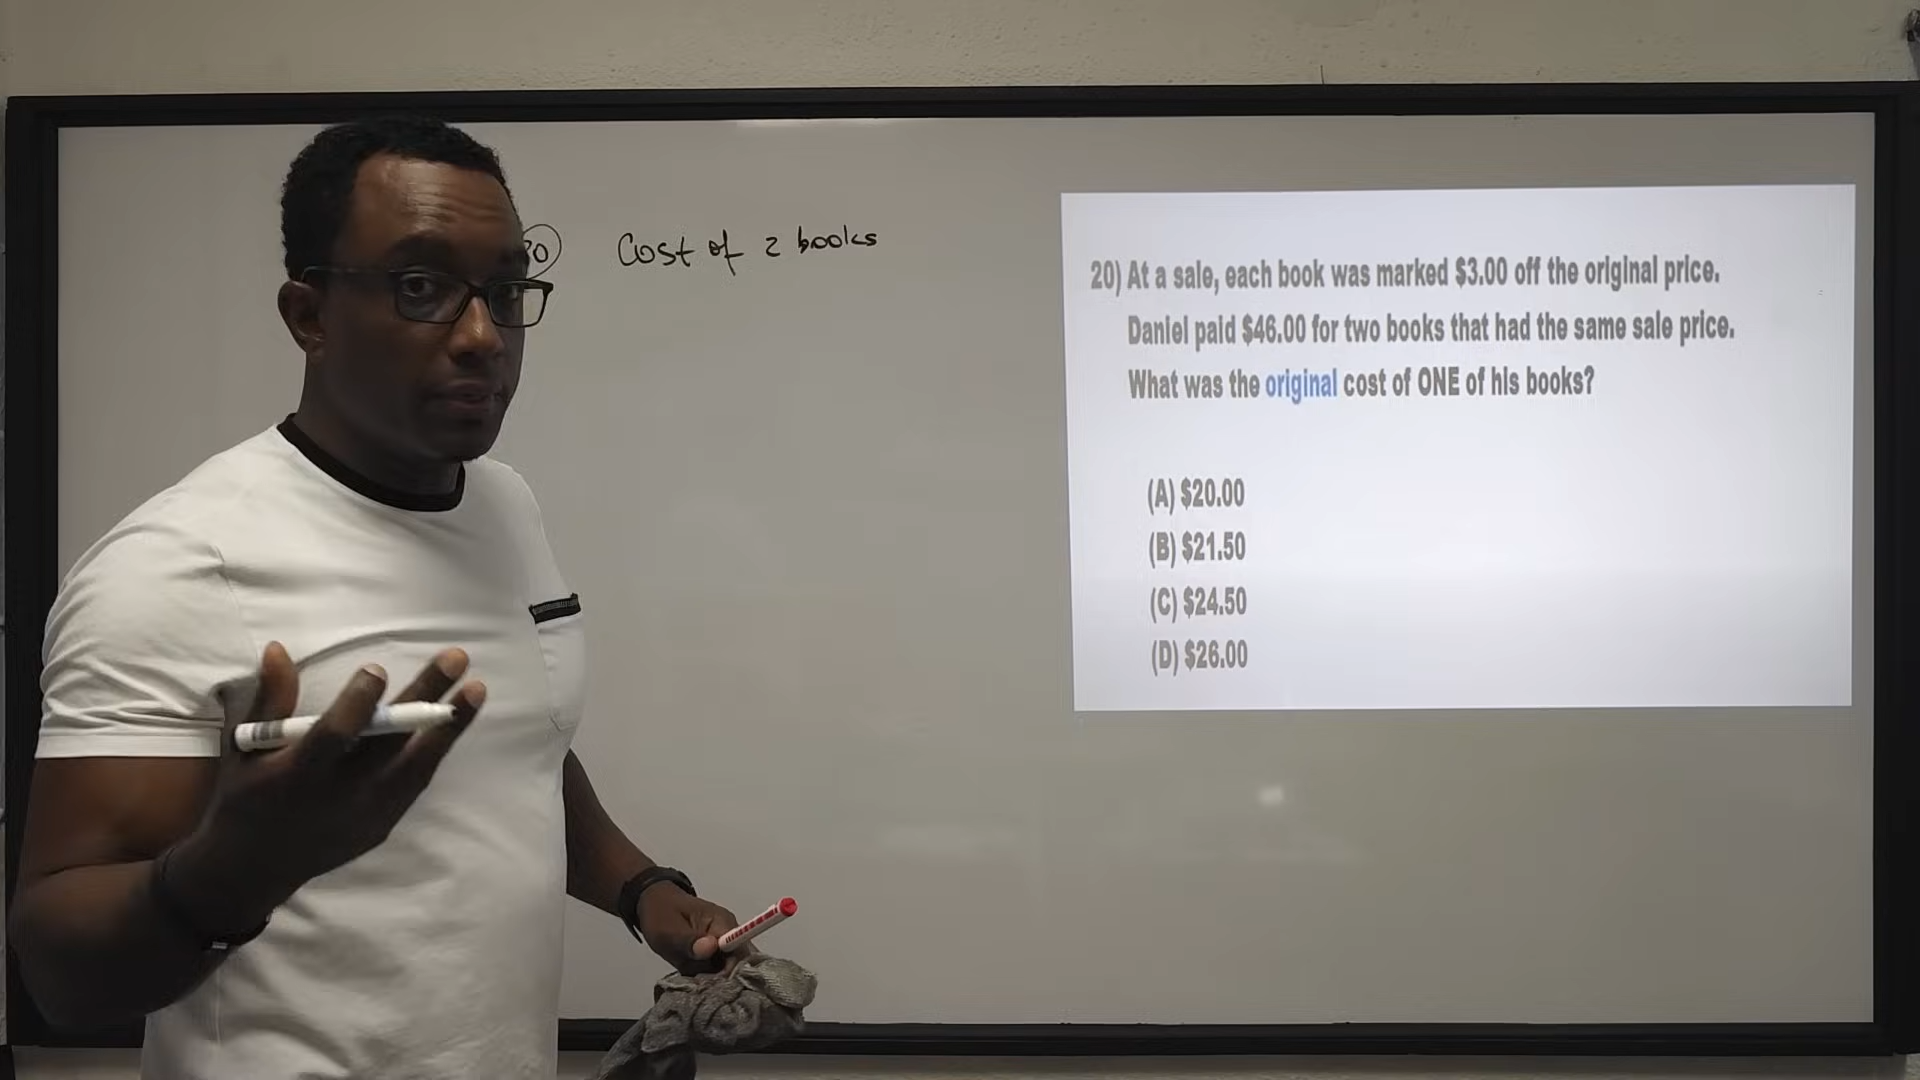 20) Cost of 2 books
20) At a sale, each book was marked $3.00 off the original price.
Daniel paid $46.00 for two books that had the same sale price.
What was the original cost of ONE of his books?
(A) $20.00
(B) $21.50
(C) $24.50
(D) $26.00